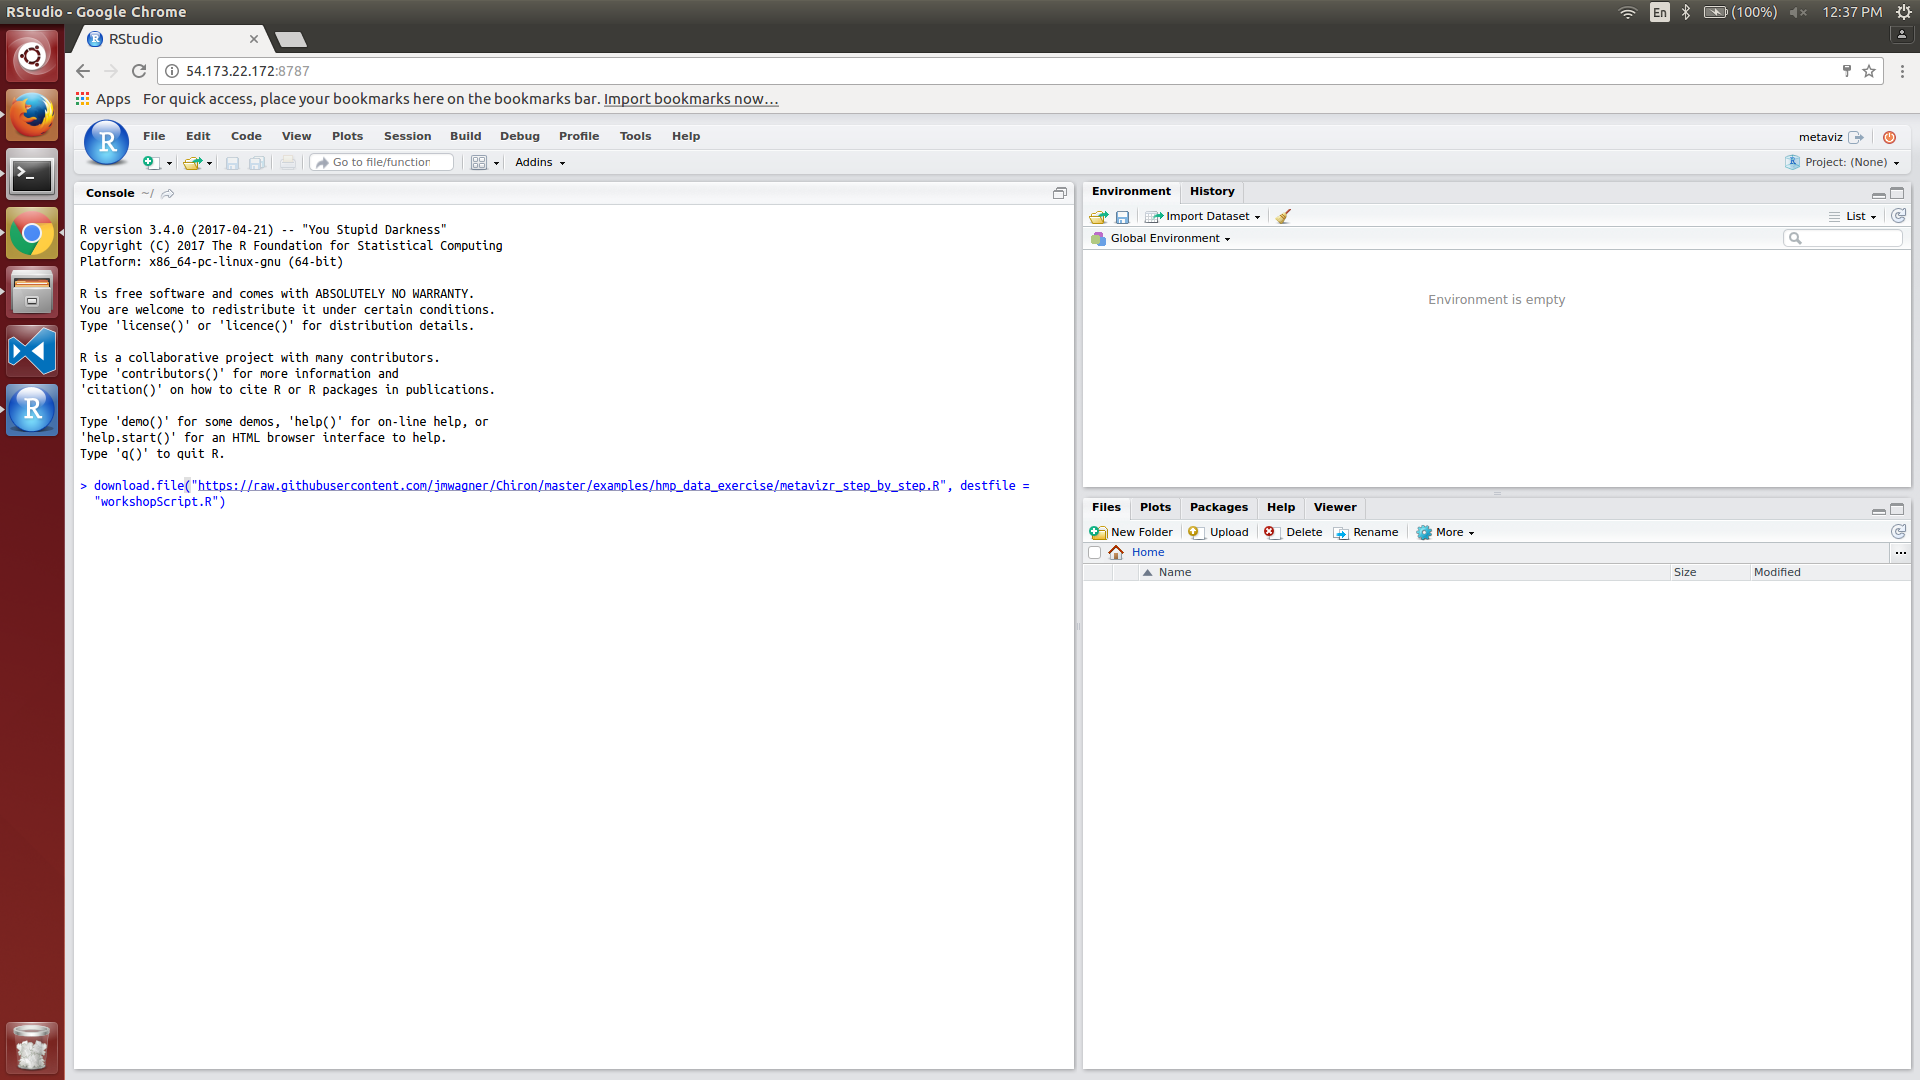 RStudio - Google Chrome
En
(100%)
12:37 PM
RStudio
54.173.22.172:8787
Apps
For quick access, place your bookmarks here on the bookmarks bar. Import bookmarks now...
R
File Edit Code View Plots Session Build Debug Profile Tools Help
metaviz
Go to file/function
Addins
Project: (None)
Console ~/
R version 3.4.0 (2017-04-21) -- "You Stupid Darkness"
Copyright (C) 2017 The R Foundation for Statistical Computing
Platform: x86_64-pc-linux-gnu (64-bit)
R is free software and comes with ABSOLUTELY NO WARRANTY.
You are welcome to redistribute it under certain conditions.
Type 'license()' or 'licence()' for distribution details.
R is a collaborative project with many contributors.
Type 'contributors()' for more information and
'citation()' on how to cite R or R packages in publications.
Type 'demo()' for some demos, 'help()' for on-line help, or
'help.start()' for an HTML browser interface to help.
Type 'q()' to quit R.
> download.file("https://raw.githubusercontent.com/jmwagner/Chiron/master/examples/hmp_data_exercise/metavizr_step_by_step.R", destfile =
"workshopScript.R")
Environment History
Import Dataset
List
Global Environment
Environment is empty
Files Plots Packages Help Viewer
New Folder Upload Delete Rename More
Home
...
Name Size Modified
R